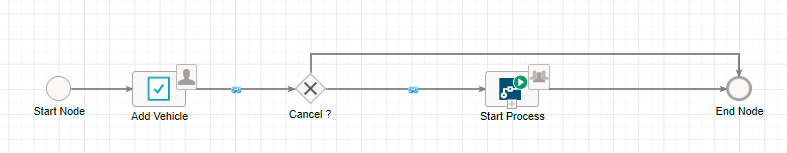 Start Node
Add Vehicle
Cancel ?
Start Process
End Node